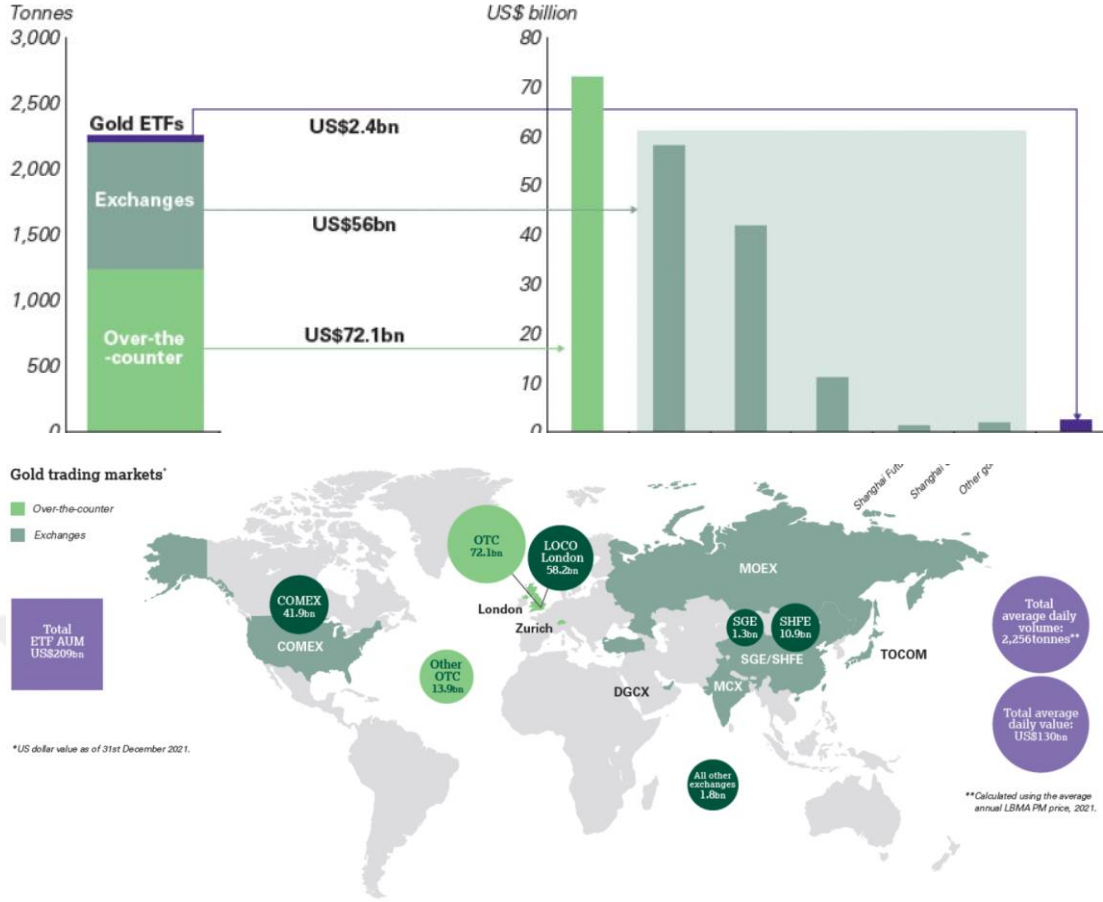 Tonnes
3,000
2,500
2,000
1,500
1,000
500
0
Gold ETFs
Exchanges
Over-the
-counter
US$2.4bn
US$56bn
US$72.1bn
US$ billion
80
70
60
50
40
30
20
10
0
Shanghai Futu
Shanghai
Other go
Gold trading markets*
Over-the-counter
Exchanges
Total
ETF AUM
US$209bn
*US dollar value as of 31st December 2021.
COMEX
41.9bn
COMEX
OTC
72.1bn
LOCO
London
58.2bn
London
Zurich
Other
OTC
13.9bn
MOEX
SGE
1.3bn
SHFE
10.9bn
SGE/SHFE
TOCOM
DGCX
MCX
All other
exchanges
1.8bn
Total
average daily
volume:
2,256tonnes**
Total average
daily value:
US$130bn
**Calculated using the average
annual LBMA PM price, 2021.